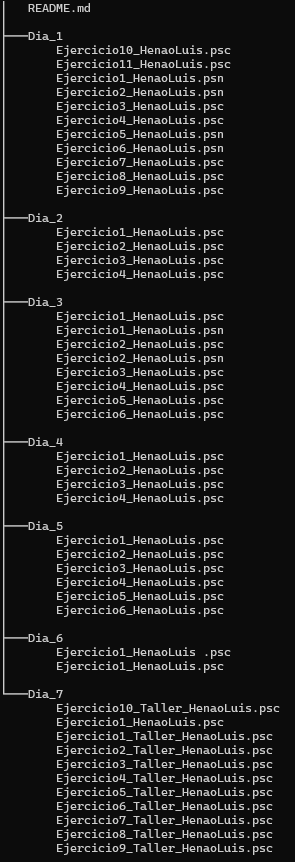 README.md
Dia_1
Ejercicio10_HenaoLuis.psc
Ejercicio11_HenaoLuis.psc
Ejercicio1_HenaoLuis.psn
Ejercicio2_HenaoLuis.psn
Ejercicio3_HenaoLuis.psc
Ejercicio4_HenaoLuis.psc
Ejercicio5_HenaoLuis.psn
Ejercicio6_HenaoLuis.psn
Ejercicio7_HenaoLuis.psc
Ejercicio8_HenaoLuis.psc
Ejercicio9_HenaoLuis.psc
Dia_2
Ejercicio1_HenaoLuis.psc
Ejercicio2_HenaoLuis.psc
Ejercicio3_HenaoLuis.psc
Ejercicio4_HenaoLuis.psc
Dia_3
Ejercicio1_HenaoLuis.psc
Ejercicio1_HenaoLuis.psn
Ejercicio2_HenaoLuis.psc
Ejercicio2_HenaoLuis.psn
Ejercicio3_HenaoLuis.psc
Ejercicio4_HenaoLuis.psc
Ejercicio5_HenaoLuis.psc
Ejercicio6_HenaoLuis.psc
Dia_4
Ejercicio1_HenaoLuis.psc
Ejercicio2_HenaoLuis.psc
Ejercicio3_HenaoLuis.psc
Ejercicio4_HenaoLuis.psc
Dia_5
Ejercicio1_HenaoLuis.psc
Ejercicio2_HenaoLuis.psc
Ejercicio3_HenaoLuis.psc
Ejercicio4_HenaoLuis.psc
Ejercicio5_HenaoLuis.psc
Ejercicio6_HenaoLuis.psc
Dia_6
Ejercicio1_HenaoLuis .psc
Ejercicio1_HenaoLuis.psc
Dia_7
Ejercicio10_Taller_HenaoLuis.psc
Ejercicio1_HenaoLuis.psc
Ejercicio1_Taller_HenaoLuis.psc
Ejercicio2_Taller_HenaoLuis.psc
Ejercicio3_Taller_HenaoLuis.psc
Ejercicio4_Taller_HenaoLuis.psc
Ejercicio5_Taller_HenaoLuis.psc
Ejercicio6_Taller_HenaoLuis.psc
Ejercicio7_Taller_HenaoLuis.psc
Ejercicio8_Taller_HenaoLuis.psc
Ejercicio9_Taller_HenaoLuis.psc